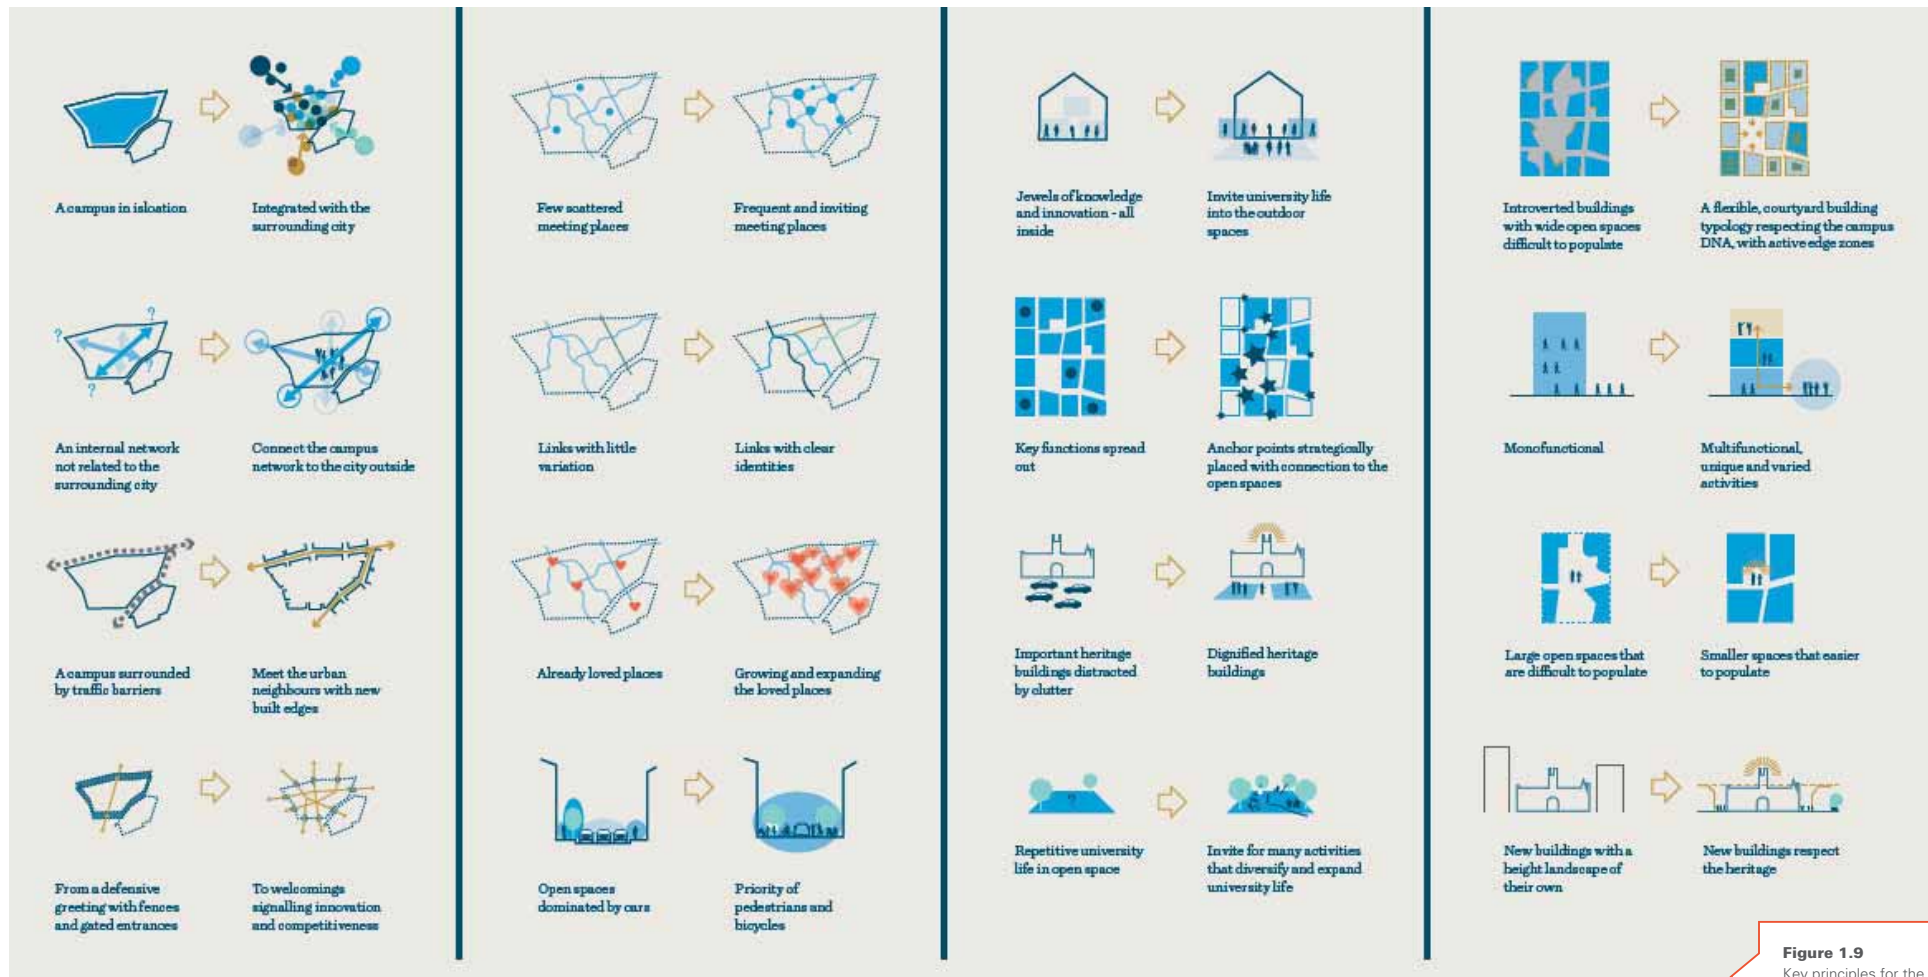 A campus in isloation
Integrated with the
surrounding city
An internal network
not related to the
surrounding city
Connect the campus
network to the city outside
A campus surrounded
by traffic barriers
Meet the urban
neighbours with new
built edges
From a defensive
greeting with fences
and gated entrances
To welcomings
signalling innovation
and competitiveness
Few scattered
meeting places
Frequent and inviting
meeting places
Links with little
variation
Links with clear
identities
Already loved places
Growing and expanding
the loved places
Open spaces
dominated by cars
Priority of
pedestrians and
bicycles
Jewels of knowledge
and innovation - all
inside
Invite university life
into the outdoor
spaces
Key functions spread
out
Anchor points strategically
placed with connection to the
open spaces
Important heritage
buildings distracted
by clutter
Dignified heritage
buildings
?
Repetitive university
life in open space
Invite for many activities
that diversify and expand
university life
Introverted buildings
with wide open spaces
difficult to populate
A flexible, courtyard building
typology respecting the campus
DNA, with active edge zones
Monofunctional
Multifunctional,
unique and varied
activities
Large open spaces that
are difficult to populate
Smaller spaces that easier
to populate
New buildings with a
height landscape of
their own
New buildings respect
the heritage
Figure 1.9
Key principles for the